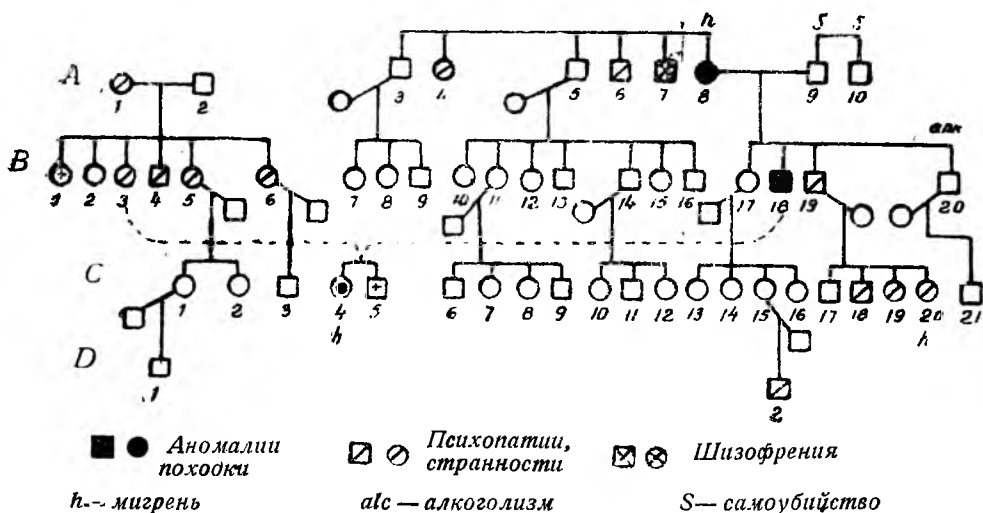 h S S
A
1 2 3 4 5 6 7 8 9 10
алк
B
1 2 3 4 5 6 7 8 9 10 11 12 13 14 15 16 17 18 19 20
C
1 2 3 4 5 6 7 8 9 10 11 12 13 14 15 16 17 18 19 20 21
h h
D
1 2
Аномалии
походки
Психопатии,
странности
Шизофрения
h.-- мигрень alc — алкоголизм S— самоубийство